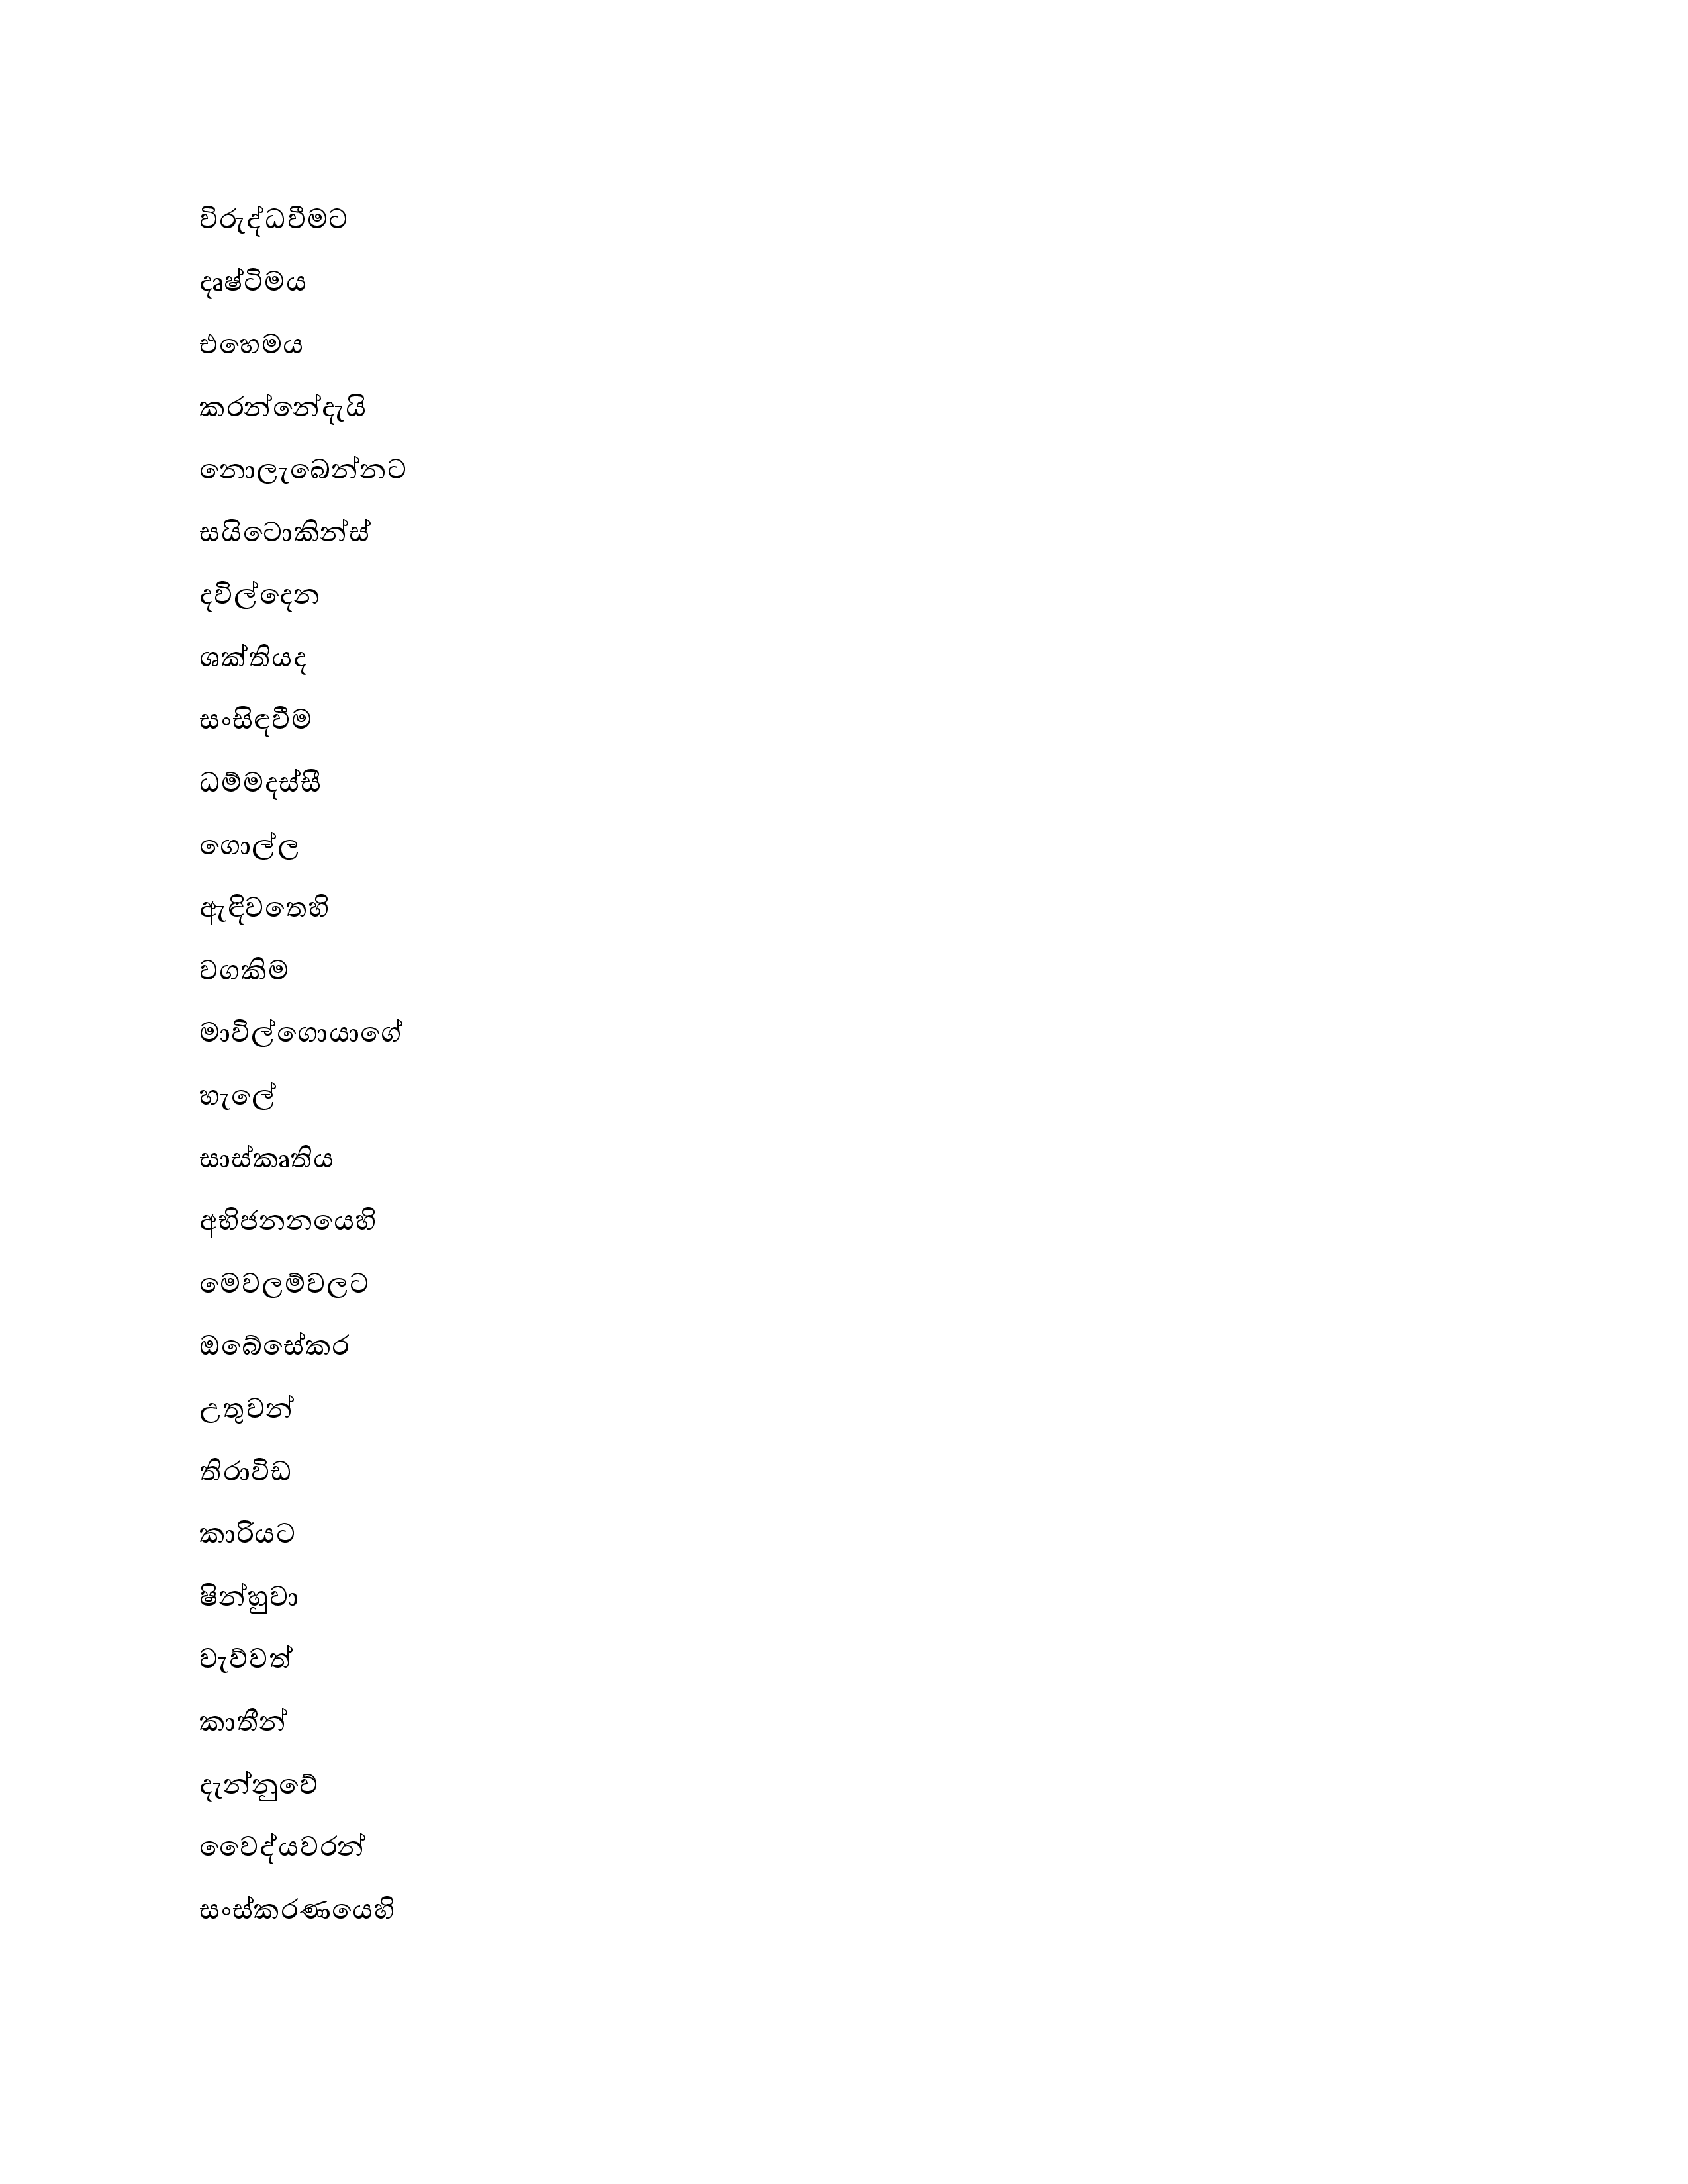 විරුද්ධවීමට
දෘෂ්ටිමය
එහෙමය
කරන්නේදැයි
නොලැබෙන්නට
සයිටොකින්ස්
දවිල්දෙන
ශක්තියද
සංසිඳවීම
ධම්මදස්සී
ගොල්ල
ඇඳිවතෙහි
වගකිම
මාවිල්ගොයාගේ
හැලේ
සාස්කෘතිය
අභිජනනයෙහි
මෙවලම්වලට
ඔබේසේකර
උතුවන්
තිරාවිඩ
කාරියට
ෂින්හුවා
වැව්වත්
කාතීන්
දැන්නුවේ
වෛද්යවරන්
සංස්කරණයෙහි